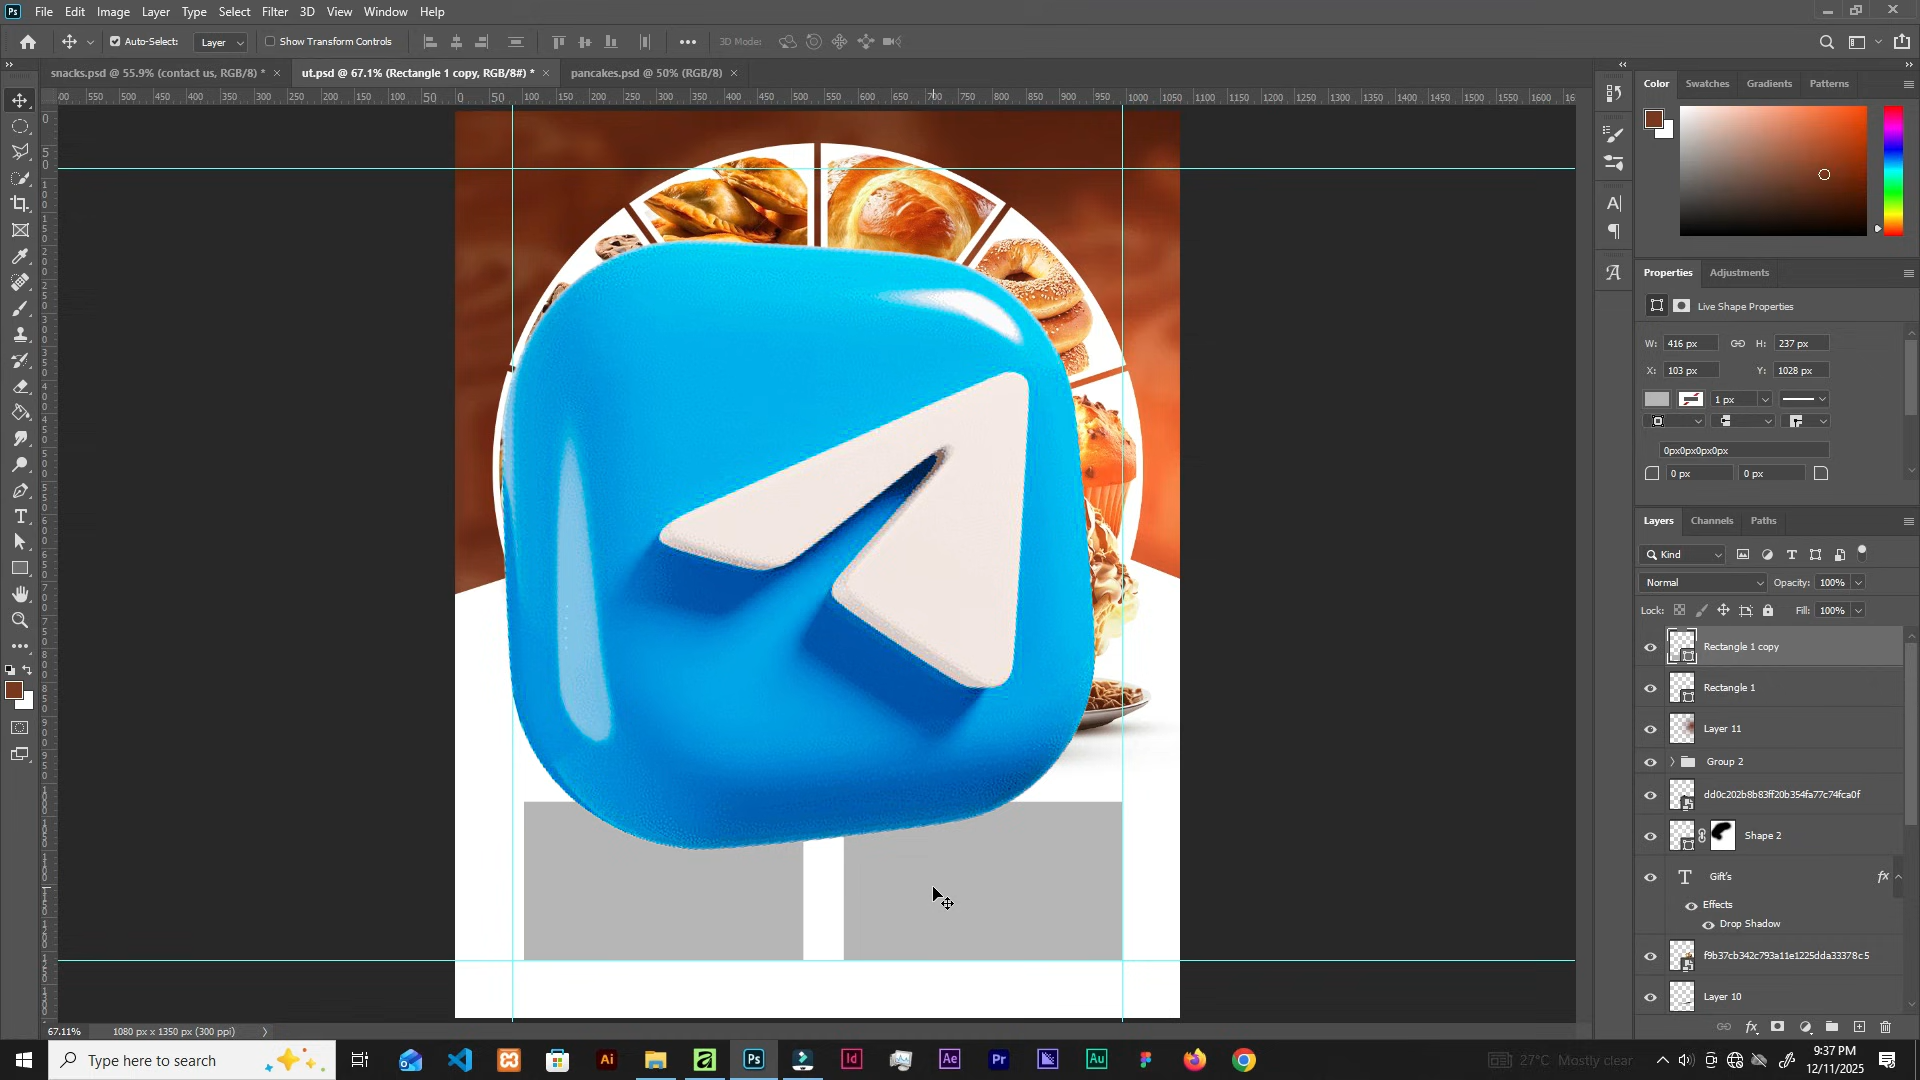 Ps File Edit Image Layer Type Select Filter 3D View Window Help
Auto-Select: Layer Show Transform Controls 3D Mode:
snacks.psd @ 55.9% (contact us, RGB/8) * ut.psd @ 67.1% (Rectangle 1 copy, RGB/8#) * pancakes.psd @ 50% (RGB/8)
Color Swatches Gradients Patterns
Properties Adjustments
Live Shape Properties
W: 416 px H: 237 px
X: 103 px Y: 1028 px
1 px
0px0px0px0px
0 px 0 px
Layers Channels Paths
Kind
Normal Opacity: 100%
Lock: Fill: 100%
Rectangle 1 copy
Rectangle 1
Layer 11
Group 2
dd0c202b8b83ff20b354fa77c74fca0f
Shape 2
Gift's fx
Effects
Drop Shadow
f9b37cb342c793a11e1225dda33378c5
Layer 10
67.11% 1080 px x 1350 px (300 ppi)
Type here to search
27°C Mostly clear
9:37 PM
12/11/2025